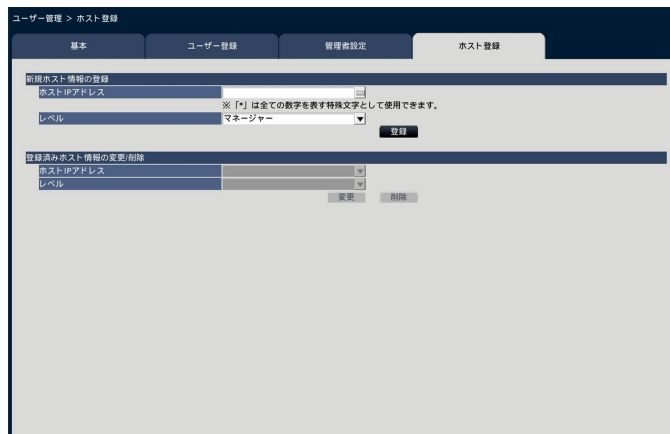 ユーザー管理 > ホスト登録
基本 ユーザー登録 管理者設定 ホスト登録
新規ホスト情報の登録
ホストIPアドレス
※「*」は全ての数字を表す特殊文字として使用できます。
レベル マネージャー
登録
登録済みホスト情報の変更/削除
ホストIPアドレス
レベル
変更 削除